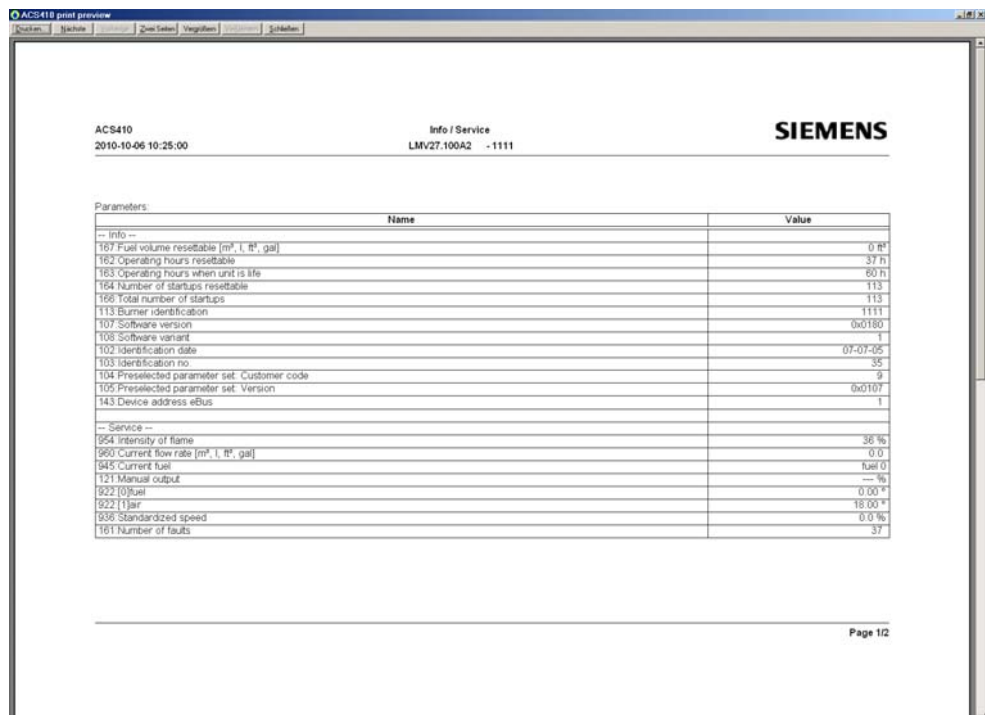 ACS410 print preview
Drucken... Nächste Vorherige Zwei Seiten Vergrößern Verkleinern Schließen
ACS410 Info / Service SIEMENS
2010-10-06 10:25:00 LMV27.100A2 - 1111
Parameters:
Name Value
-- Info --
167:Fuel volume resettable [m³, l, ft³, gal] 0 ft³
162:Operating hours resettable 37 h
163:Operating hours when unit is life 60 h
164:Number of startups resettable 113
166:Total number of startups 113
113:Burner identification 1111
107:Software version 0x0180
108:Software variant 1
102:Identification date 07-07-05
103:Identification no. 35
104:Preselected parameter set: Customer code 9
105:Preselected parameter set: Version 0x0107
143:Device address eBus 1
-- Service --
954:Intensity of flame 36 %
960:Current flow rate [m³, l, ft³, gal] 0.0
945:Current fuel fuel 0
121:Manual output --- %
922:[0]fuel 0.00 °
922:[1]air 18.00 °
936:Standardized speed 0.0 %
161:Number of faults 37
Page 1/2